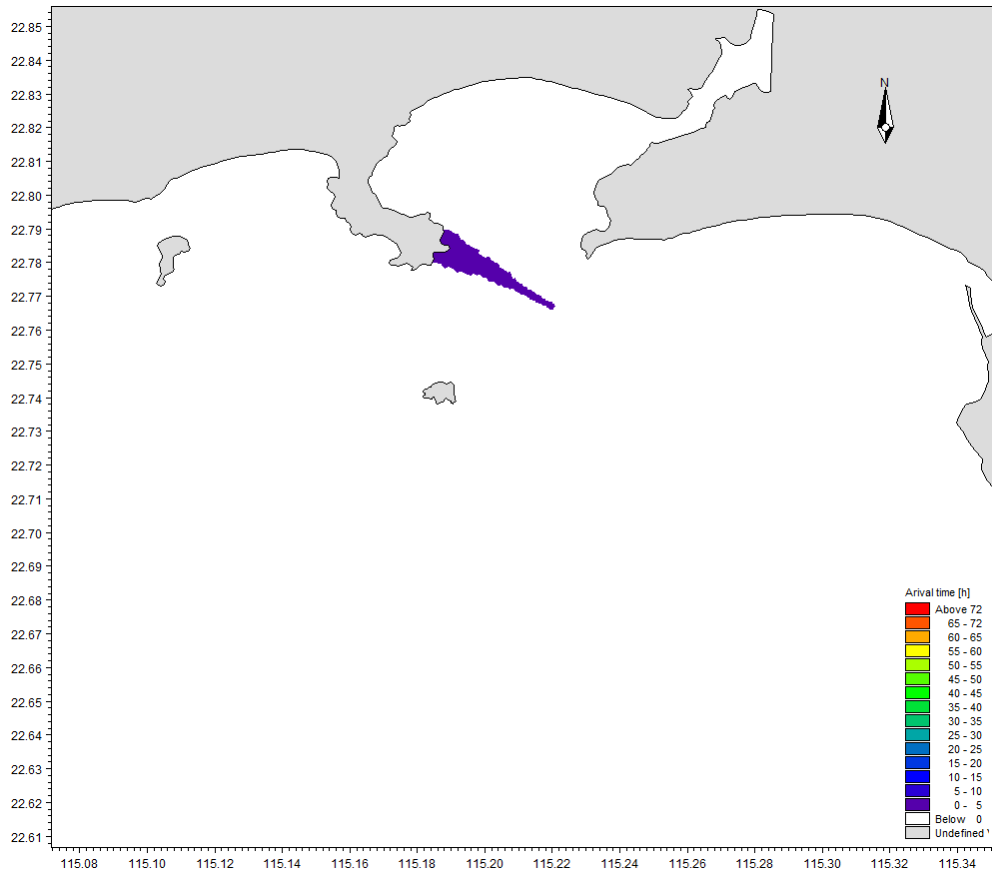 22.85
22.84
22.83
22.82
22.81
22.80
22.79
22.78
22.77
22.76
22.75
22.74
22.73
22.72
22.71
22.70
22.69
22.68
22.67
22.66
22.65
22.64
22.63
22.62
22.61
N
Arival time [h]
Above 72
65 - 72
60 - 65
55 - 60
50 - 55
45 - 50
40 - 45
35 - 40
30 - 35
25 - 30
20 - 25
15 - 20
10 - 15
5 - 10
0 - 5
Below 0
Undefined
115.08 115.10 115.12 115.14 115.16 115.18 115.20 115.22 115.24 115.26 115.28 115.30 115.32 115.34